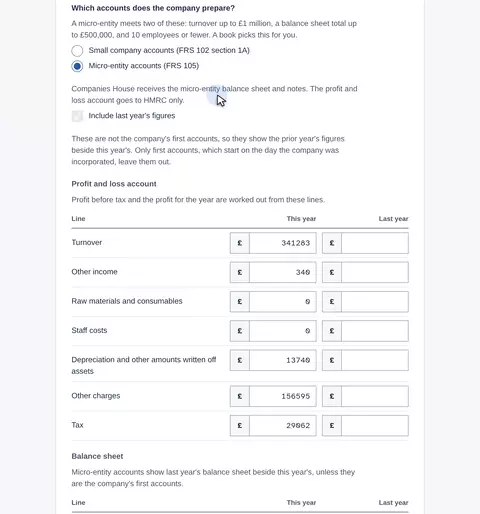 Which accounts does the company prepare?
A micro-entity meets two of these: turnover up to £1 million, a balance sheet total up
to £500,000, and 10 employees or fewer. A book picks this for you.
Small company accounts (FRS 102 section 1A)
Micro-entity accounts (FRS 105)
Companies House receives the micro-entity balance sheet and notes. The profit and
loss account goes to HMRC only.
Include last year's figures
These are not the company's first accounts, so they show the prior year's figures
beside this year's. Only first accounts, which start on the day the company was
incorporated, leave them out.
Profit and loss account
Profit before tax and the profit for the year are worked out from these lines.
Line This year Last year
Turnover £ 341283 £
Other income £ 340 £
Raw materials and consumables £ 0 £
Staff costs £ 0 £
Depreciation and other amounts written off £ 13740 £
assets
Other charges £ 156595 £
Tax £ 29062 £
Balance sheet
Micro-entity accounts show last year's balance sheet beside this year's, unless they
are the company's first accounts.
Line This year Last year